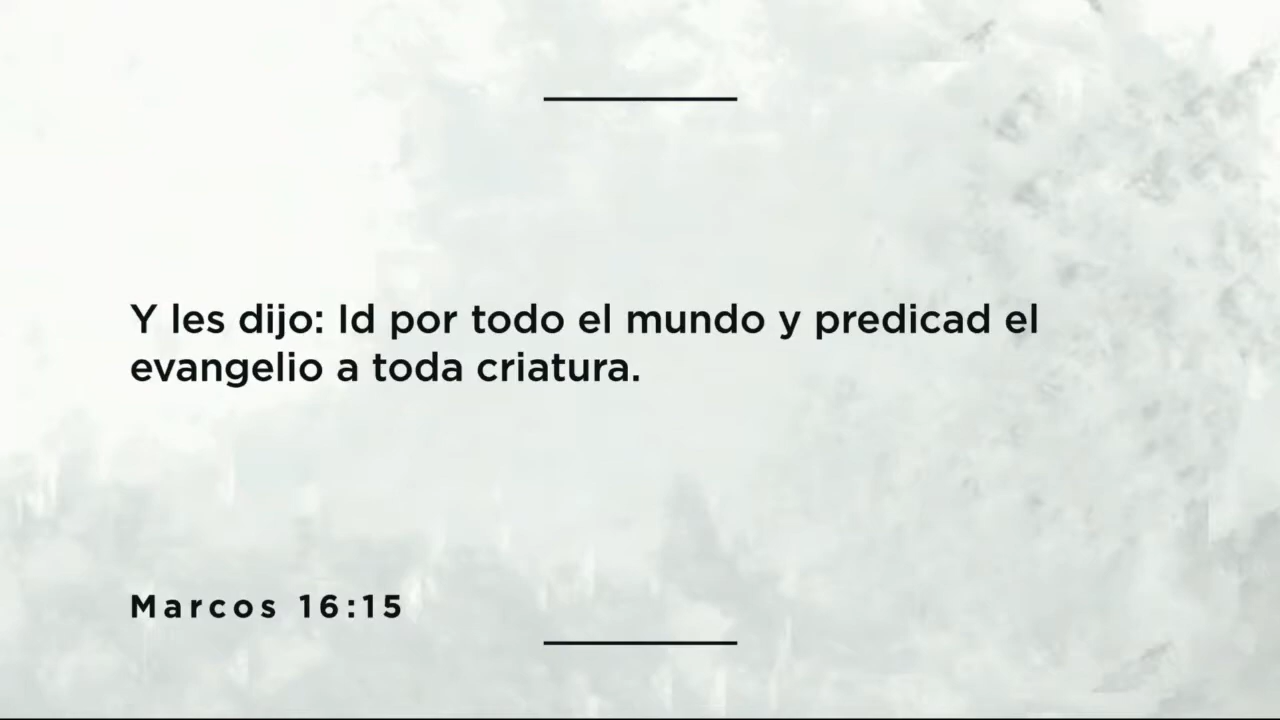 Y les dijo: Id por todo el mundo y predicad el
evangelio a toda criatura.
Marcos 16:15